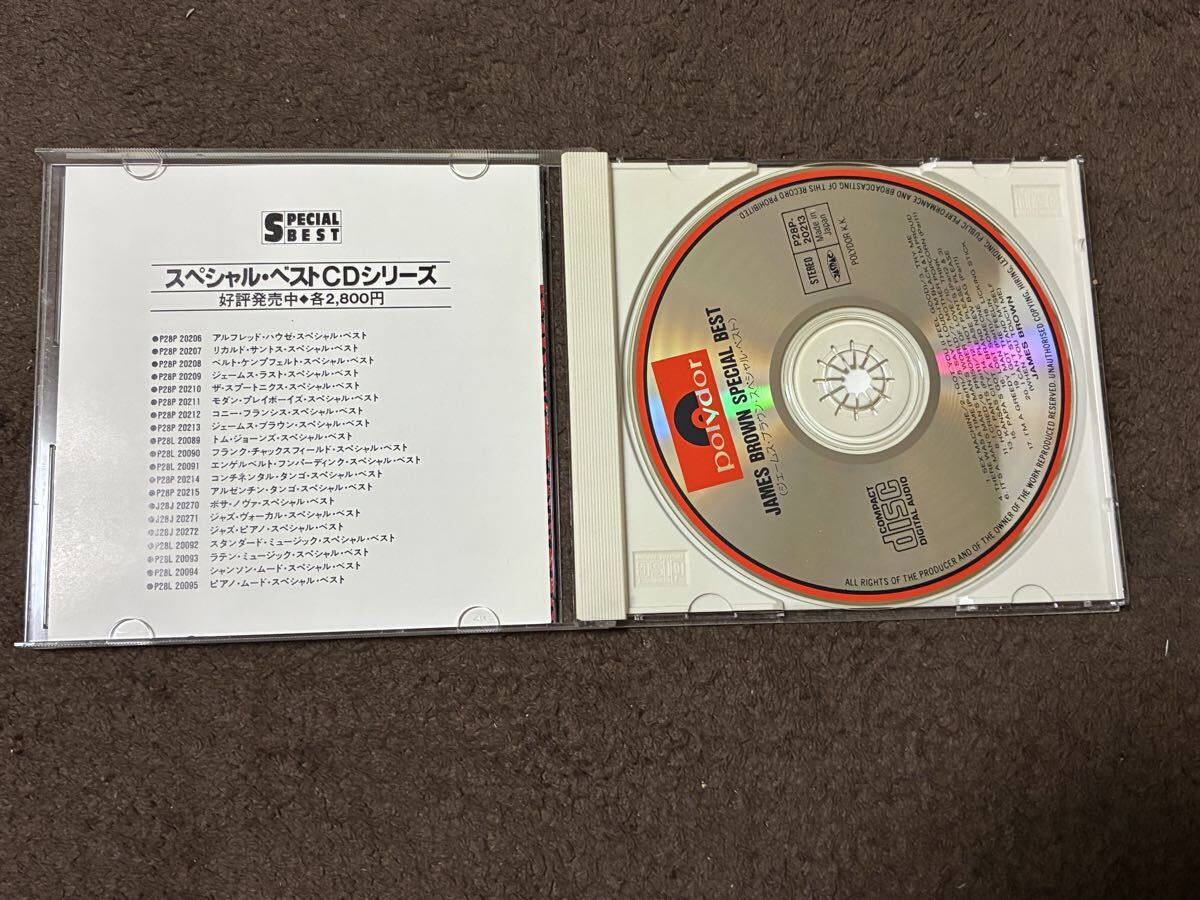 SPECIAL
BEST
スペシャル・ベストCDシリーズ
好評発売中◆各2,800円
●P28P 20206 アルフレッド・ハウゼ・スペシャル・ベスト
●P28P 20207 リカルド・サントス・スペシャル・ベスト
●P28P 20208 ベルト・ケンプフェルト・スペシャル・ベスト
●P28P 20209 ジェームス・ラスト・スペシャル・ベスト
●P28P 20210 ザ・スプートニクス・スペシャル・ベスト
●P28P 20211 モダン・プレイボーイズ・スペシャル・ベスト
●P28P 20212 コニー・フランシス・スペシャル・ベスト
●P28P 20213 ジェームス・ブラウン・スペシャル・ベスト
●P28L 20089 トム・ジョーンズ・スペシャル・ベスト
●P28L 20090 フランク・チャックスフィールド・スペシャル・ベスト
●P28L 20091 エンゲルベルト・フンパーディンク・スペシャル・ベスト
●P28P 20214 コンチネンタル・タンゴ・スペシャル・ベスト
●P28P 20215 アルゼンチン・タンゴ・スペシャル・ベスト
●J28J 20270 ボサ・ノヴァ・スペシャル・ベスト
●J28J 20271 ジャズ・ヴォーカル・スペシャル・ベスト
●J28J 20272 ジャズ・ピアノ・スペシャル・ベスト
●P28L 20092 スタンダード・ミュージック・スペシャル・ベスト
●P28L 20093 ラテン・ミュージック・スペシャル・ベスト
●P28L 20094 シャンソン・ムード・スペシャル・ベスト
●P28L 20095 ピアノ・ムード・スペシャル・ベスト
polydor
JAMES BROWN SPECIAL BEST
(ジェームス・ブラウン・スペシャル・ベスト)
STEREO
P28P-
20213
Made in
Japan
POLYDOR K.K.
COMPACT
disc
DIGITAL AUDIO
JAMES BROWN
ALL RIGHTS OF THE PRODUCER AND OF THE OWNER OF THE WORK REPRODUCED RESERVED. UNAUTHORISED COPYING, HIRING, LENDING, PUBLIC PERFORMANCE AND BROADCASTING OF THIS RECORD PROHIBITED